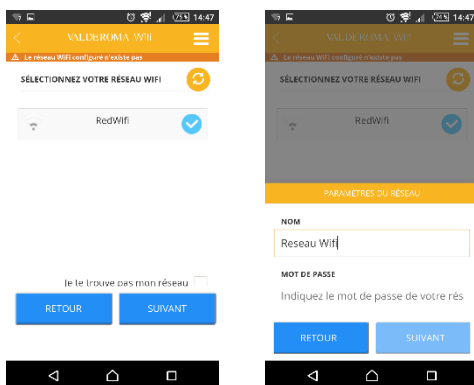 75% 14:47
VALDEROMA Wifi
Le réseau WiFi configuré n'existe pas
SÉLECTIONNEZ VOTRE RÉSEAU WIFI
RedWifi
Je te trouve pas mon réseau
RETOUR SUIVANT
14:47
VALDEROMA Wifi
Le réseau WiFi configuré n'existe pas
SÉLECTIONNEZ VOTRE RÉSEAU WIFI
RedWifi
PARAMÈTRES DU RÉSEAU
NOM
Reseau Wifi
MOT DE PASSE
Indiquez le mot de passe de votre rés
RETOUR SUIVANT